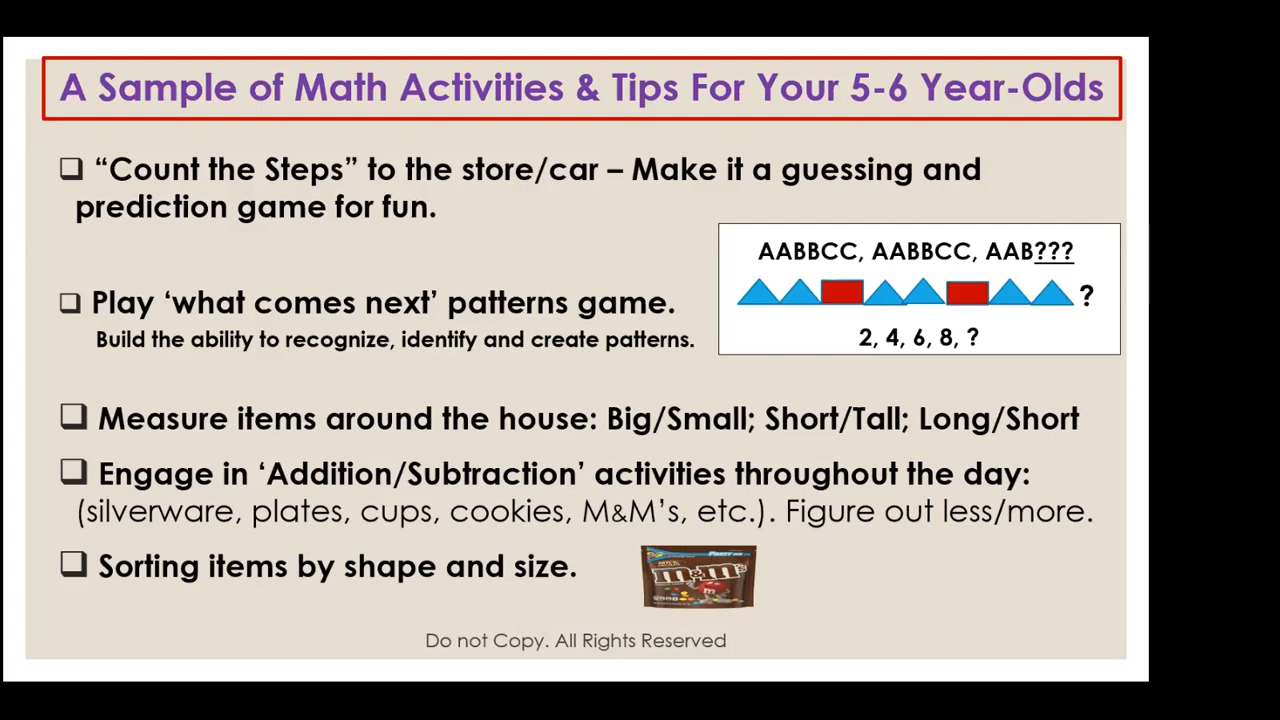 A Sample of Math Activities & Tips For Your 5-6 Year-Olds
“Count the Steps” to the store/car – Make it a guessing and
prediction game for fun.
AABBCC, AABBCC, AAB???
?
2, 4, 6, 8, ?
Play ‘what comes next’ patterns game.
Build the ability to recognize, identify and create patterns.
Measure items around the house: Big/Small; Short/Tall; Long/Short
Engage in ‘Addition/Subtraction’ activities throughout the day:
(silverware, plates, cups, cookies, M&M’s, etc.). Figure out less/more.
Sorting items by shape and size.
m&m's
Do not Copy. All Rights Reserved